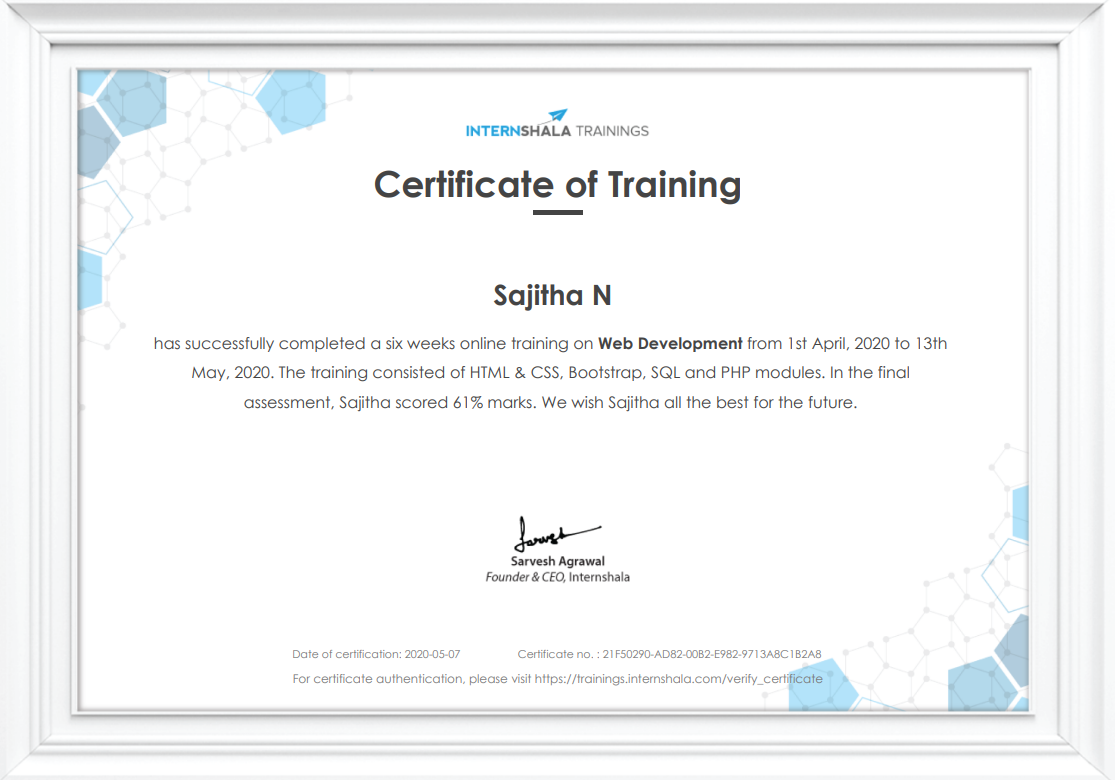 INTERNSHALA TRAININGS
Certificate of Training
Sajitha N
has successfully completed a six weeks online training on Web Development from 1st April, 2020 to 13th
May, 2020. The training consisted of HTML & CSS, Bootstrap, SQL and PHP modules. In the final
assessment, Sajitha scored 61% marks. We wish Sajitha all the best for the future.
Sarvesh
Sarvesh Agrawal
Founder & CEO, Internshala
Date of certification: 2020-05-07 Certificate no. : 21F50290-AD82-00B2-E982-9713A8C1B2A8
For certificate authentication, please visit https://trainings.internshala.com/verify_certificate